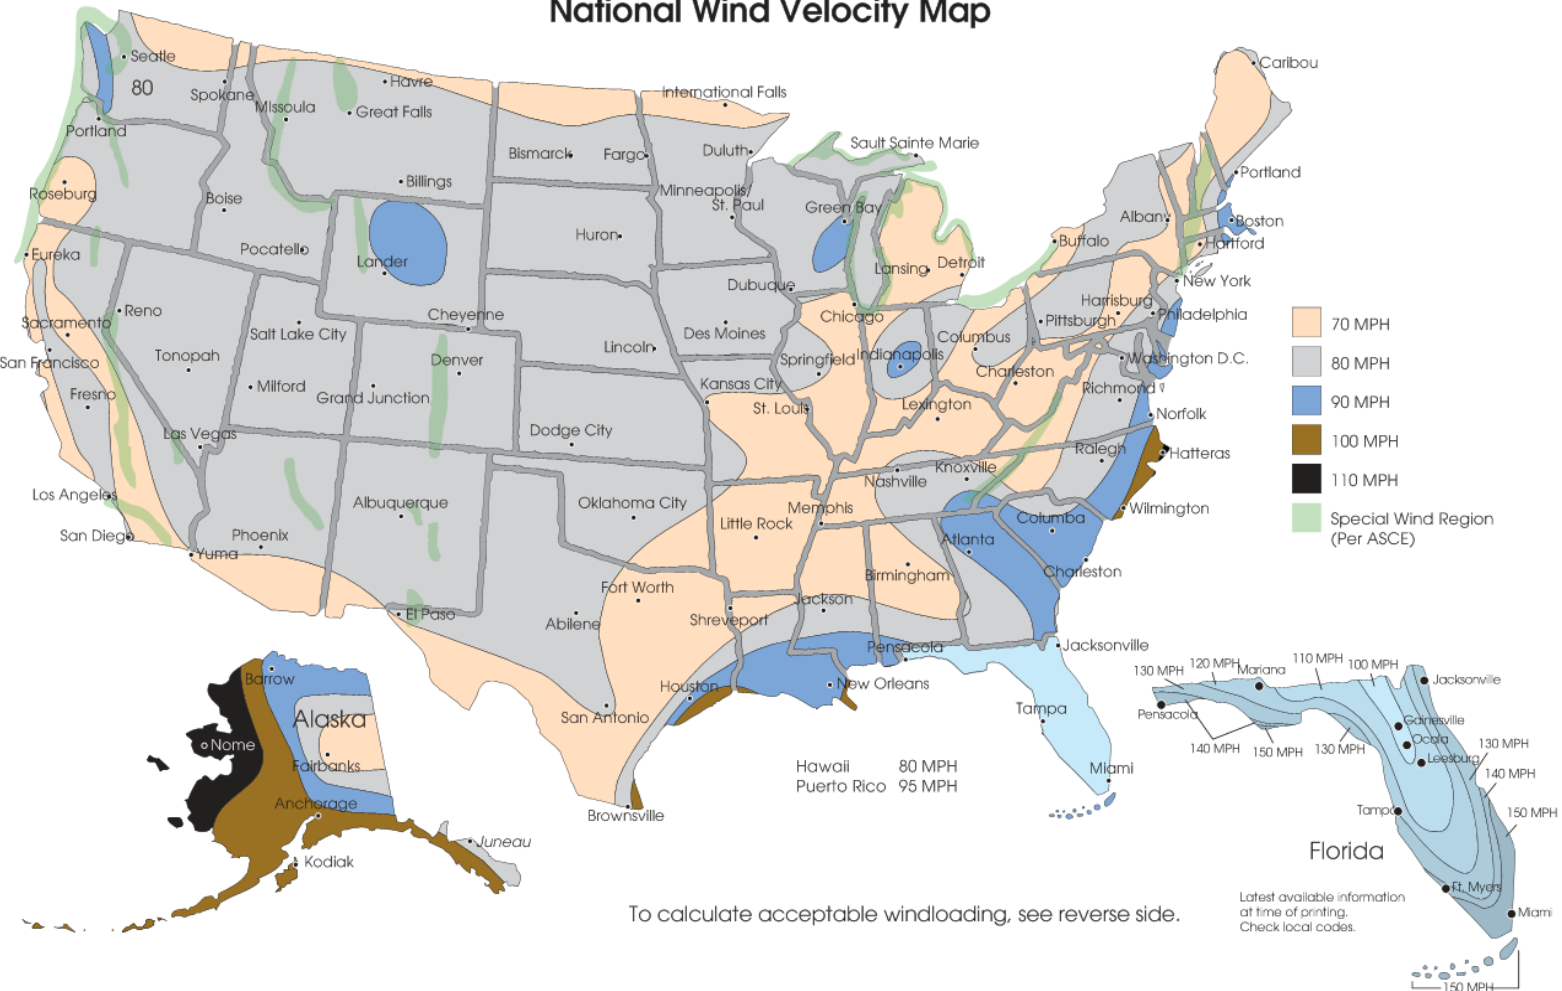 National Wind Velocity Map
Seatle
80
Spokane
Missoula
Havre
Great Falls
International Falls
Caribou
Portland
Bismarck
Fargo
Duluth
Sault Sainte Marie
Portland
Roseburg
Boise
Billings
Minneapolis/
St. Paul
Green Bay
Albany
Boston
Buffalo
Hartford
Eureka
Pocatello
Lander
Huron
Lansing
Detroit
New York
Dubuque
Reno
Cheyenne
Chicago
Harrisburg
Philadelphia
Sacramento
Salt Lake City
Des Moines
Columbus
Pittsburgh
San Francisco
Tonopah
Denver
Lincoln
Springfield
Indianapolis
Washington D.C.
Fresno
Milford
Grand Junction
Kansas City
Charleston
Richmond
St. Louis
Lexington
Norfolk
Las Vegas
Dodge City
Ralegh
Hatteras
Knoxville
Nashville
Los Angeles
Albuquerque
Oklahoma City
Memphis
Wilmington
San Diego
Phoenix
Little Rock
Columba
Yuma
Atlanta
Birmingham
Charleston
Fort Worth
El Paso
Abilene
Shreveport
Jackson
Pensacola
Jacksonville
Houston
New Orleans
San Antonio
Tampa
Miami
Brownsville
70 MPH
80 MPH
90 MPH
100 MPH
110 MPH
Special Wind Region
(Per ASCE)
Barrow
Alaska
Nome
Fairbanks
Anchorage
Juneau
Kodiak
Hawaii 80 MPH
Puerto Rico 95 MPH
130 MPH
120 MPH
Mariana
110 MPH
100 MPH
Jacksonville
Pensacola
Gainesville
Ocala
Leesburg
140 MPH
150 MPH
130 MPH
130 MPH
140 MPH
150 MPH
Tampa
Florida
Ft. Myers
Miami
150 MPH
Latest available information
at time of printing.
Check local codes.
To calculate acceptable windloading, see reverse side.